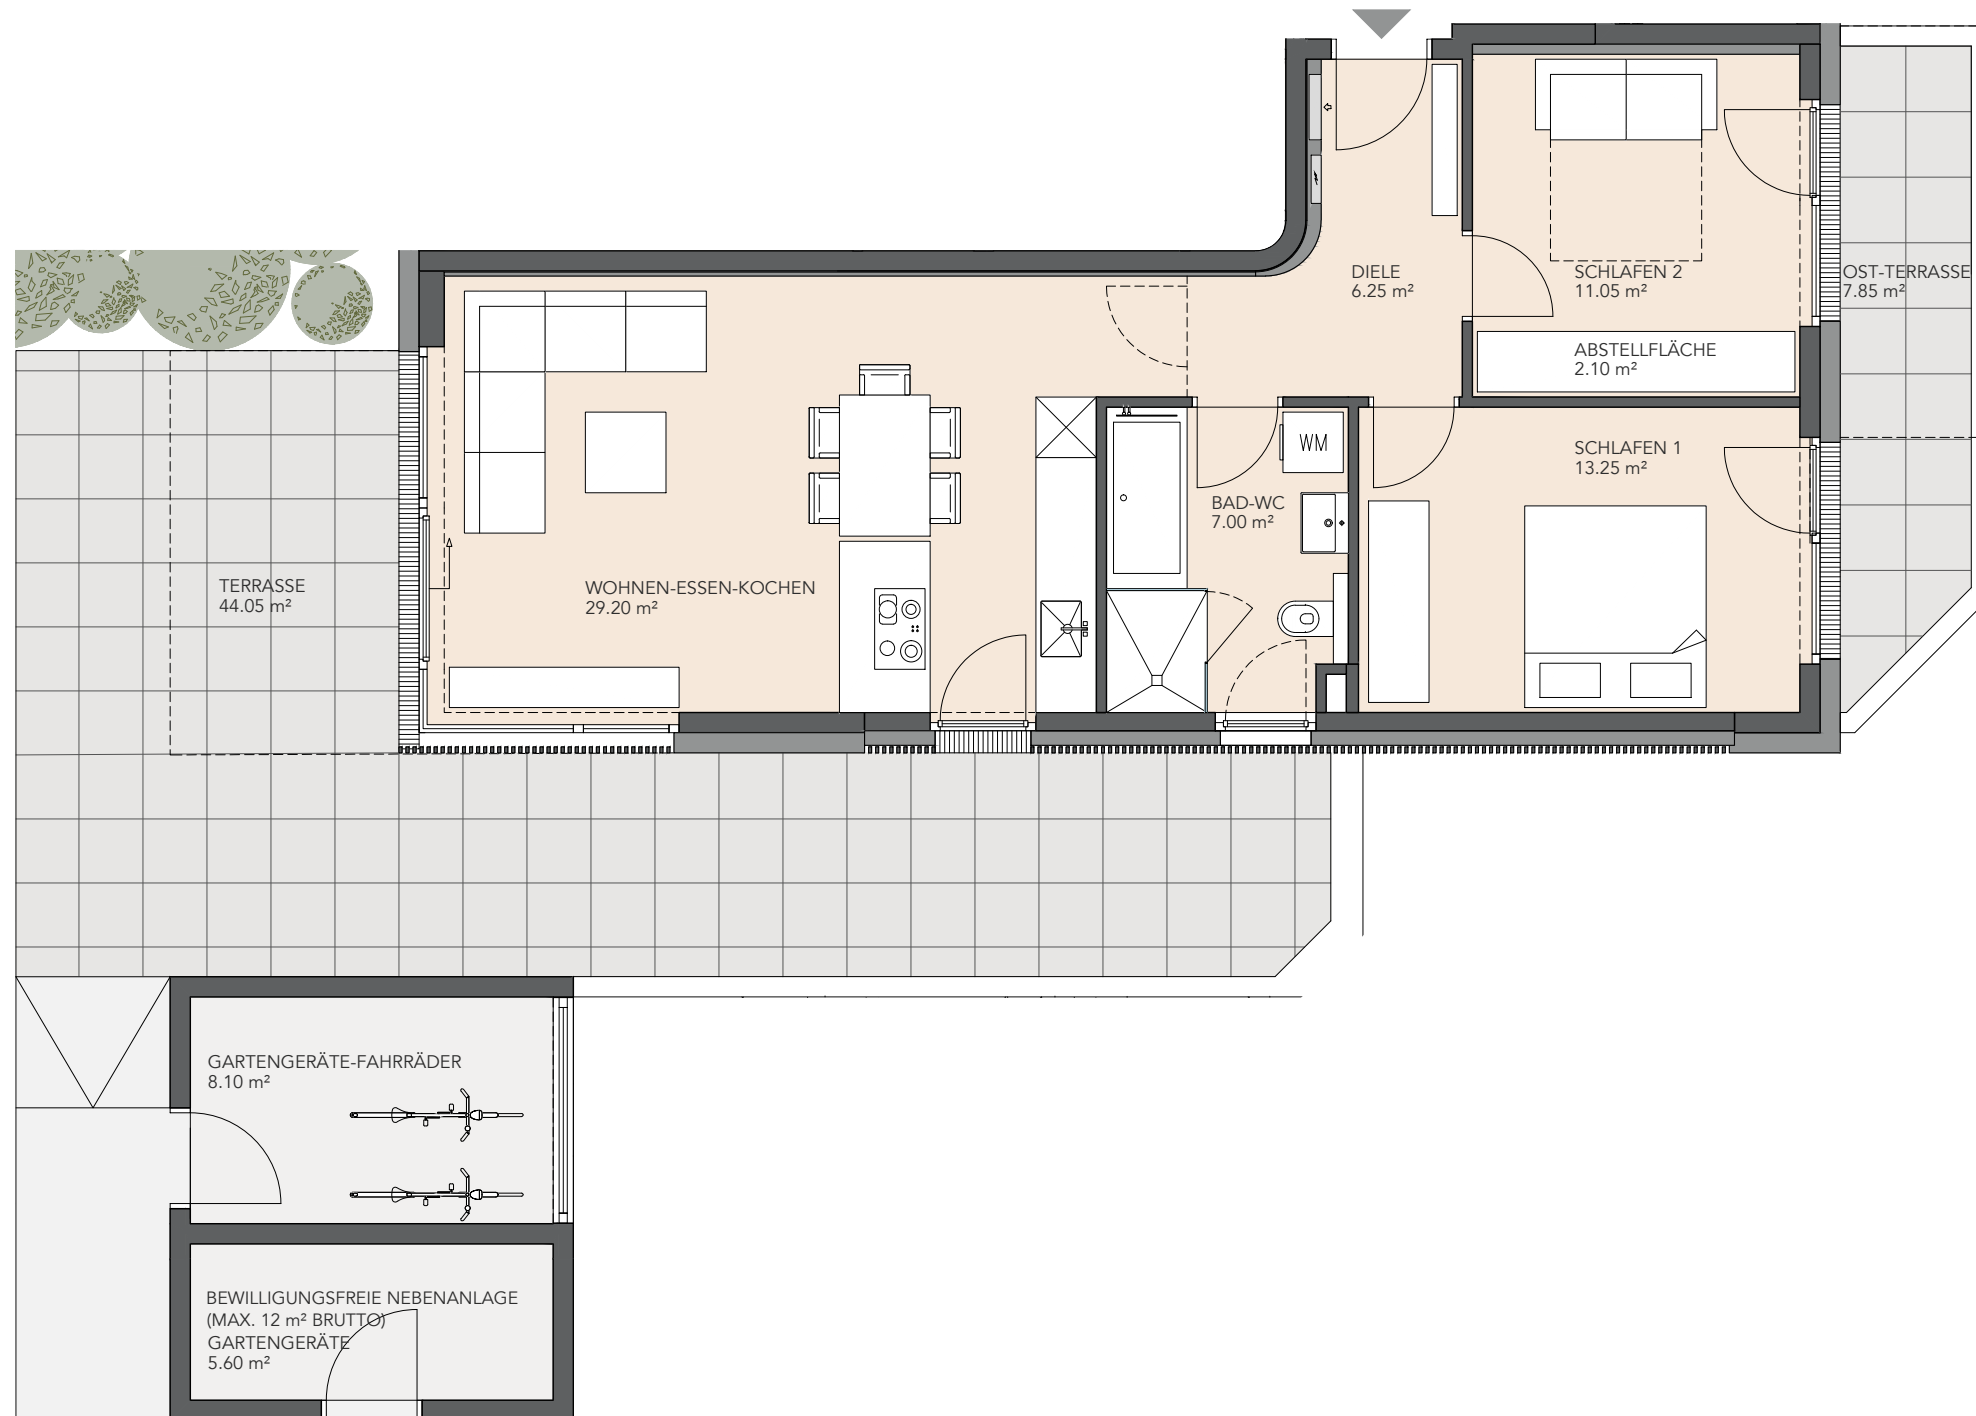 DIELE
6.25 m²
SCHLAFEN 2
11.05 m²
OST-TERRASSE
7.85 m²
ABSTELLFLÄCHE
2.10 m²
SCHLAFEN 1
13.25 m²
WM
BAD-WC
7.00 m²
TERRASSE
44.05 m²
WOHNEN-ESSEN-KOCHEN
29.20 m²
GARTENGERÄTE-FAHRRÄDER
8.10 m²
BEWILLIGUNGSFREIE NEBENANLAGE
(MAX. 12 m² BRUTTO)
GARTENGERÄTE
5.60 m²